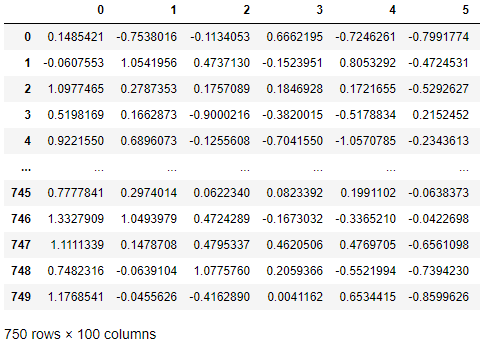 0 1 2 3 4 5
0 0.1485421 -0.7538016 -0.1134053 0.6662195 -0.7246261 -0.7991774
1 -0.0607553 1.0541956 0.4737130 -0.1523951 0.8053292 -0.4724531
2 1.0977465 0.2787353 0.1757089 0.1846928 0.1721655 -0.5292627
3 0.5198169 0.1662873 -0.9000216 -0.3820015 -0.5178834 0.2152452
4 0.9221550 0.6896073 -0.1255608 -0.7041550 -1.0570785 -0.2343613
... ... ... ... ... ... ...
745 0.7777841 0.2974014 0.0622340 0.0823392 0.1991102 -0.0638373
746 1.3327909 1.0493979 0.4724289 -0.1673032 -0.3365210 -0.0422698
747 1.1111339 0.1478708 0.4795337 0.4620506 0.4769705 -0.6561098
748 0.7482316 -0.0639104 1.0775760 0.2059366 -0.5521994 -0.7394230
749 1.1768541 -0.0455626 -0.4162890 0.0041162 0.6534415 -0.8599626
750 rows × 100 columns